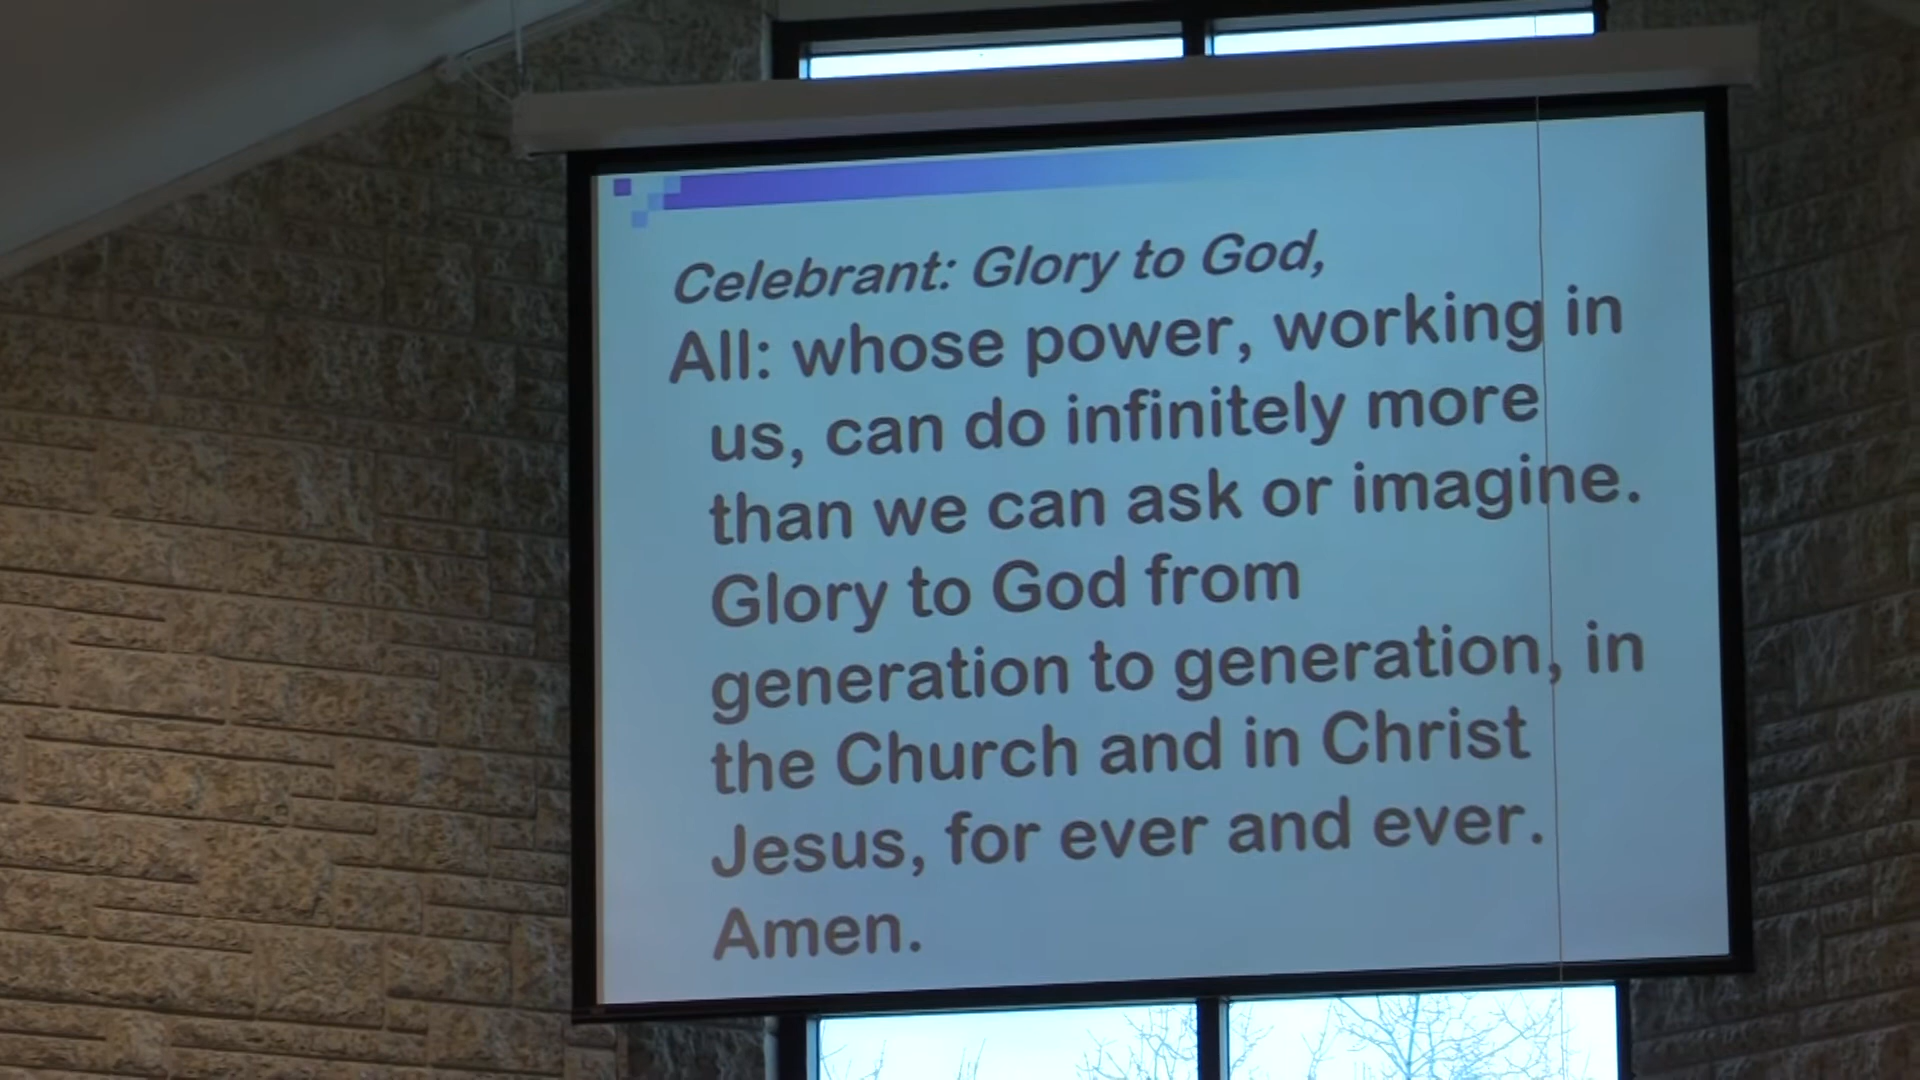 Celebrant: Glory to God,
All: whose power, working in
us, can do infinitely more
than we can ask or imagine.
Glory to God from
generation to generation, in
the Church and in Christ
Jesus, for ever and ever.
Amen.